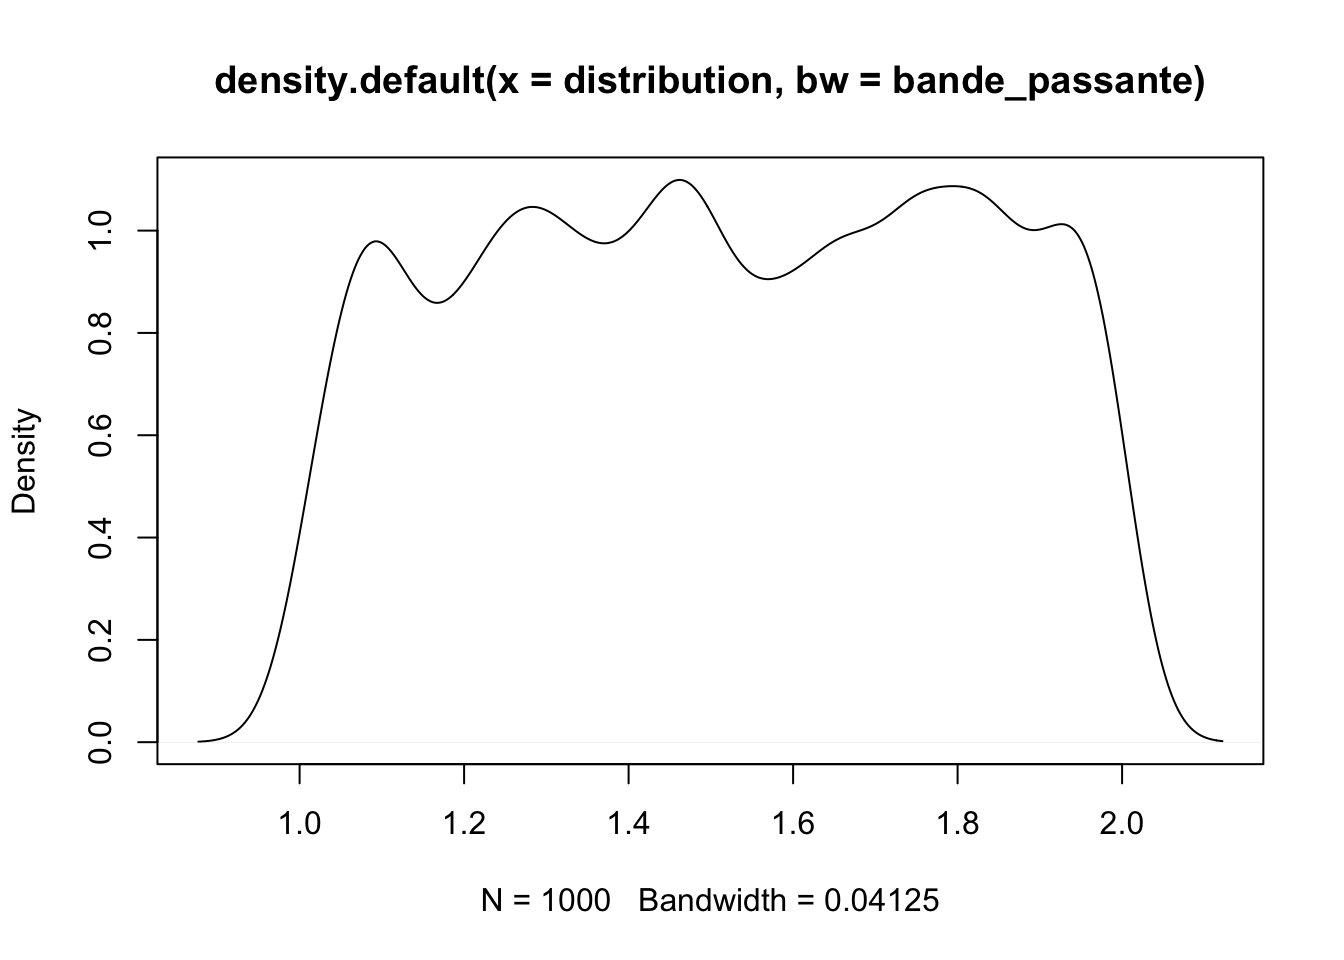 density.default(x = distribution, bw = bande_passante)
Density
1.0
0.8
0.6
0.4
0.2
0.0
1.0 1.2 1.4 1.6 1.8 2.0
N = 1000 Bandwidth = 0.04125